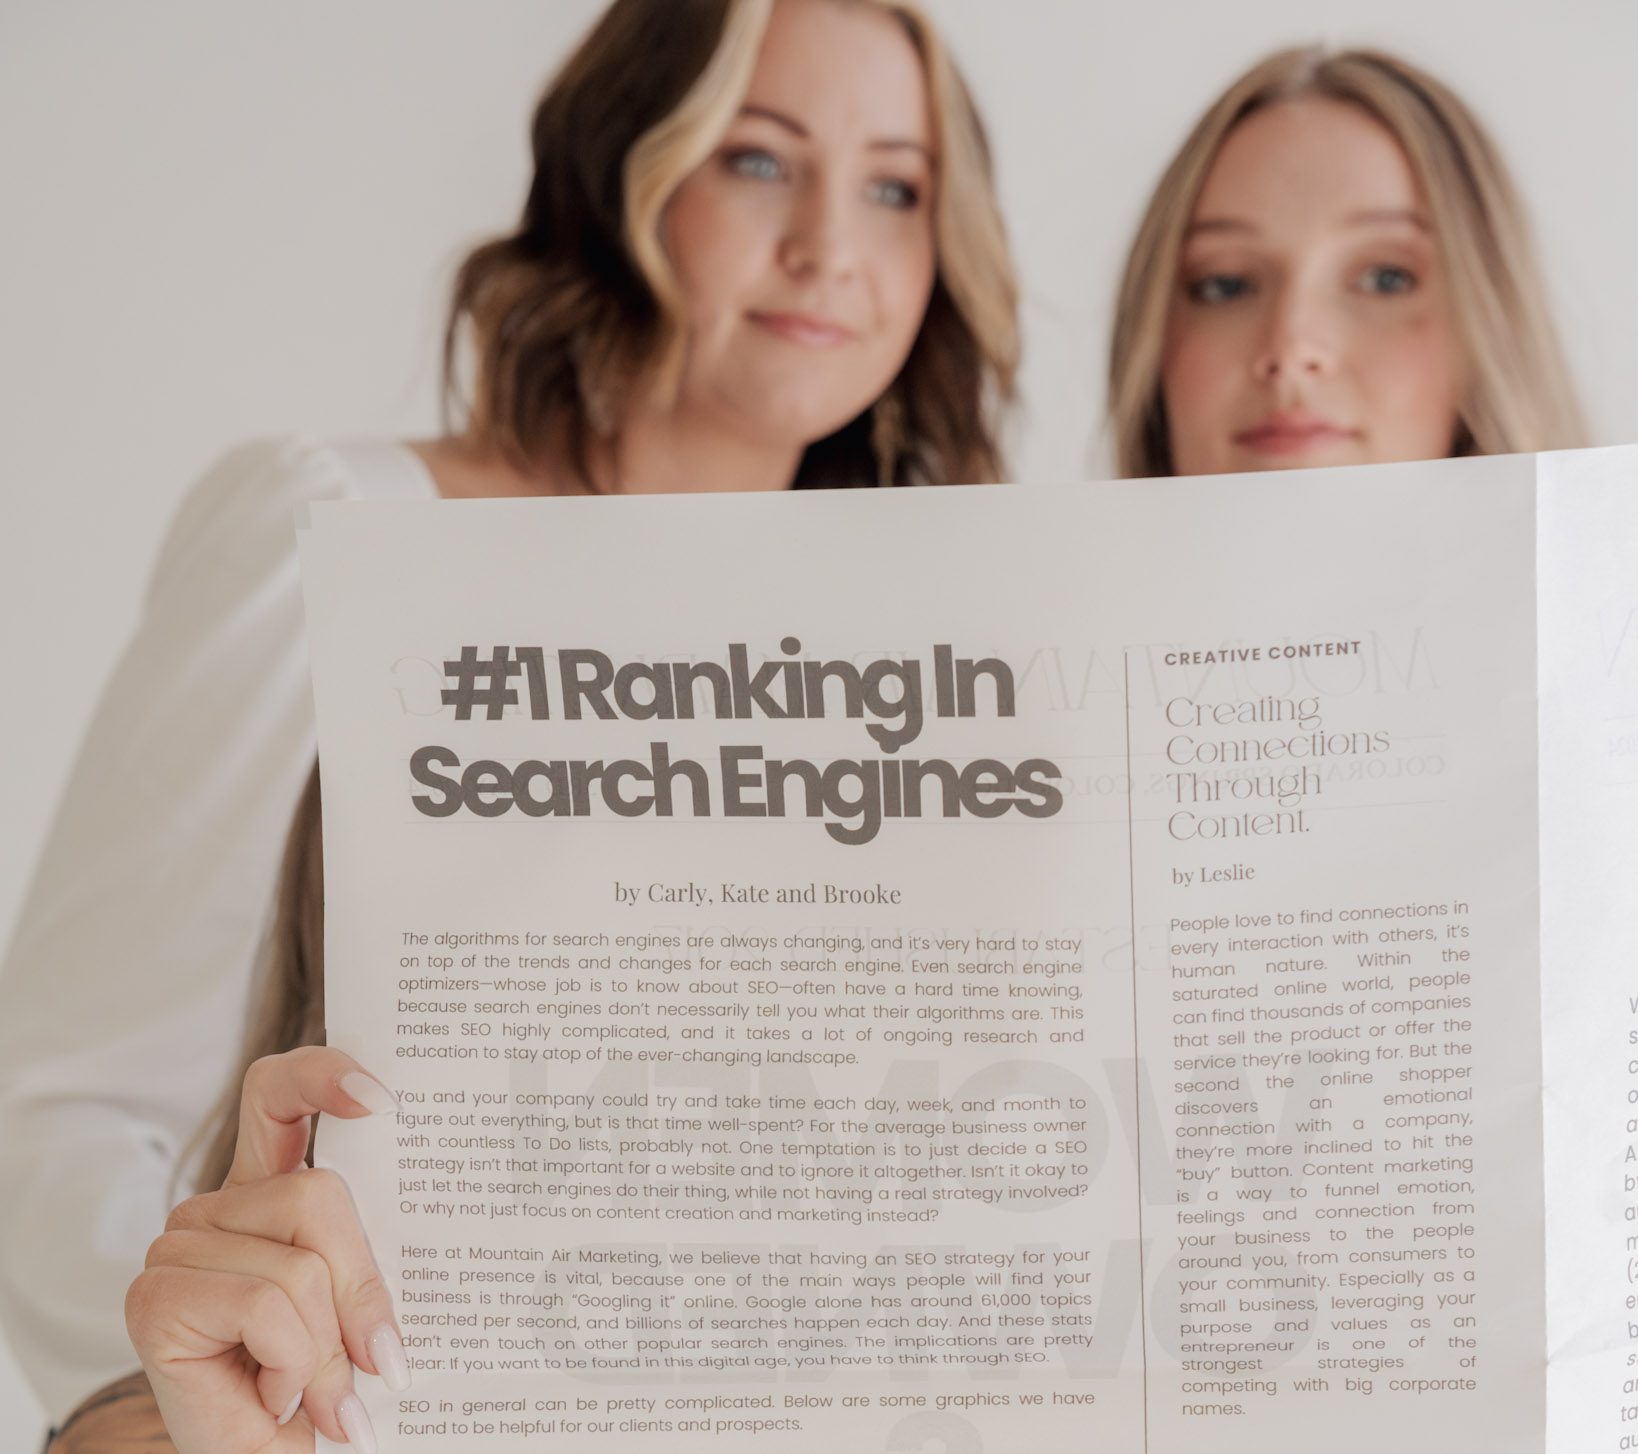 #1 Ranking In
Search Engines
by Carly, Kate and Brooke
The algorithms for search engines are always changing, and it's very hard to stay
on top of the trends and changes for each search engine. Even search engine
optimizers—whose job is to know about SEO—often have a hard time knowing,
because search engines don't necessarily tell you what their algorithms are. This
makes SEO highly complicated, and it takes a lot of ongoing research and
education to stay atop of the ever-changing landscape.
You and your company could try and take time each day, week, and month to
figure out everything, but is that time well-spent? For the average business owner
with countless To Do lists, probably not. One temptation is to just decide a SEO
strategy isn't that important for a website and to ignore it altogether. Isn't it okay to
just let the search engines do their thing, while not having a real strategy involved?
Or why not just focus on content creation and marketing instead?
Here at Mountain Air Marketing, we believe that having an SEO strategy for your
online presence is vital, because one of the main ways people will find your
business is through "Googling it" online. Google alone has around 61,000 topics
searched per second, and billions of searches happen each day. And these stats
don't even touch on other popular search engines. The implications are pretty
clear: If you want to be found in this digital age, you have to think through SEO.
SEO in general can be pretty complicated. Below are some graphics we have
found to be helpful for our clients and prospects.
CREATIVE CONTENT
Creating
Connections
Through
Content.
by Leslie
People love to find connections in
every interaction with others, it's
human nature. Within the
saturated online world, people
can find thousands of companies
that sell the product or offer the
service they're looking for. But the
second the online shopper
discovers an emotional
connection with a company,
they're more inclined to hit the
"buy" button. Content marketing
is a way to funnel emotion,
feelings and connection from
your business to the people
around you, from consumers to
your community. Especially as a
small business, leveraging your
purpose and values as an
entrepreneur is one of the
strongest strategies of
competing with big corporate
names.